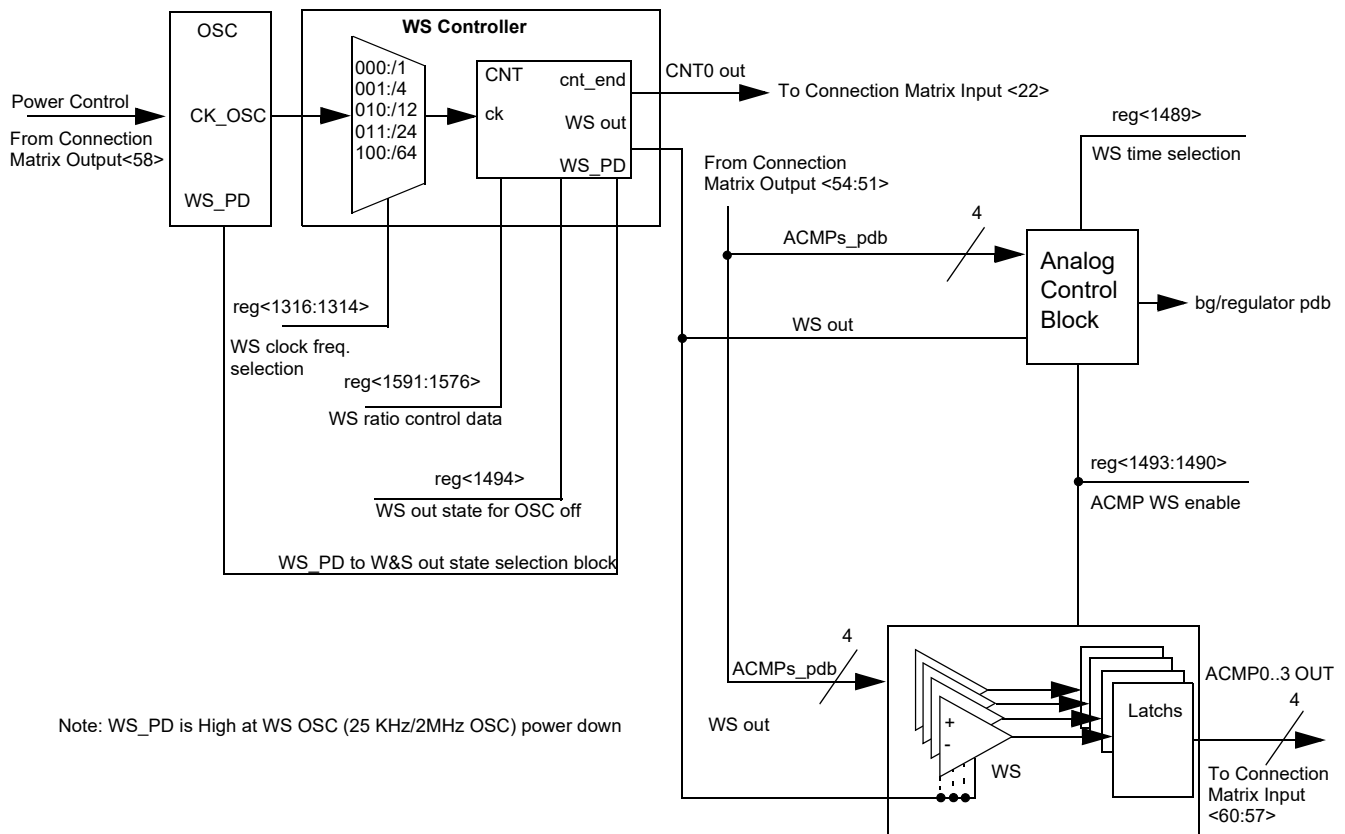 OSC
WS Controller
000:/1
001:/4
010:/12
011:/24
100:/64
CNT
cnt_end
ck
WS out
WS_PD
CNT0 out
To Connection Matrix Input <22>
Power Control
From Connection
Matrix Output<58>
CK_OSC
WS_PD
From Connection
Matrix Output <54:51>
reg<1489>
WS time selection
4
ACMPs_pdb
Analog
Control
Block
bg/regulator pdb
WS out
reg<1316:1314>
WS clock freq.
selection
reg<1591:1576>
WS ratio control data
reg<1494>
WS out state for OSC off
WS_PD to W&S out state selection block
reg<1493:1490>
ACMP WS enable
4
ACMPs_pdb
WS out
+
-
WS
Latchs
ACMP0..3 OUT
4
To Connection
Matrix Input
<60:57>
Note: WS_PD is High at WS OSC (25 KHz/2MHz OSC) power down